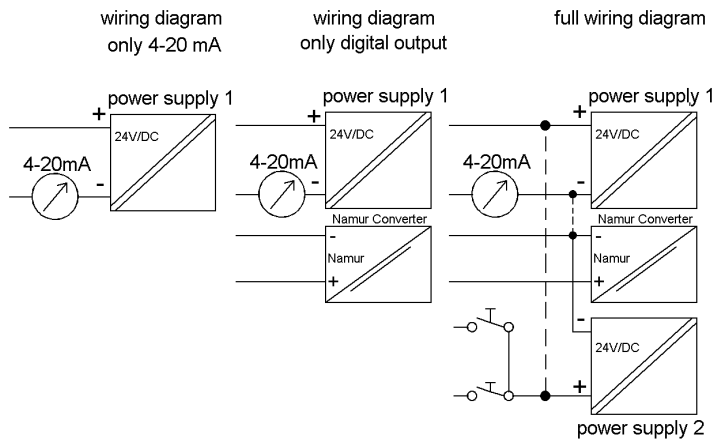 wiring diagram
only 4-20 mA
power supply 1
+
24V/DC
4-20mA
-
wiring diagram
only digital output
power supply 1
+
24V/DC
4-20mA
-
Namur Converter
-
Namur
+
full wiring diagram
power supply 1
+
24V/DC
4-20mA
-
Namur Converter
-
Namur
+
-
24V/DC
+
power supply 2